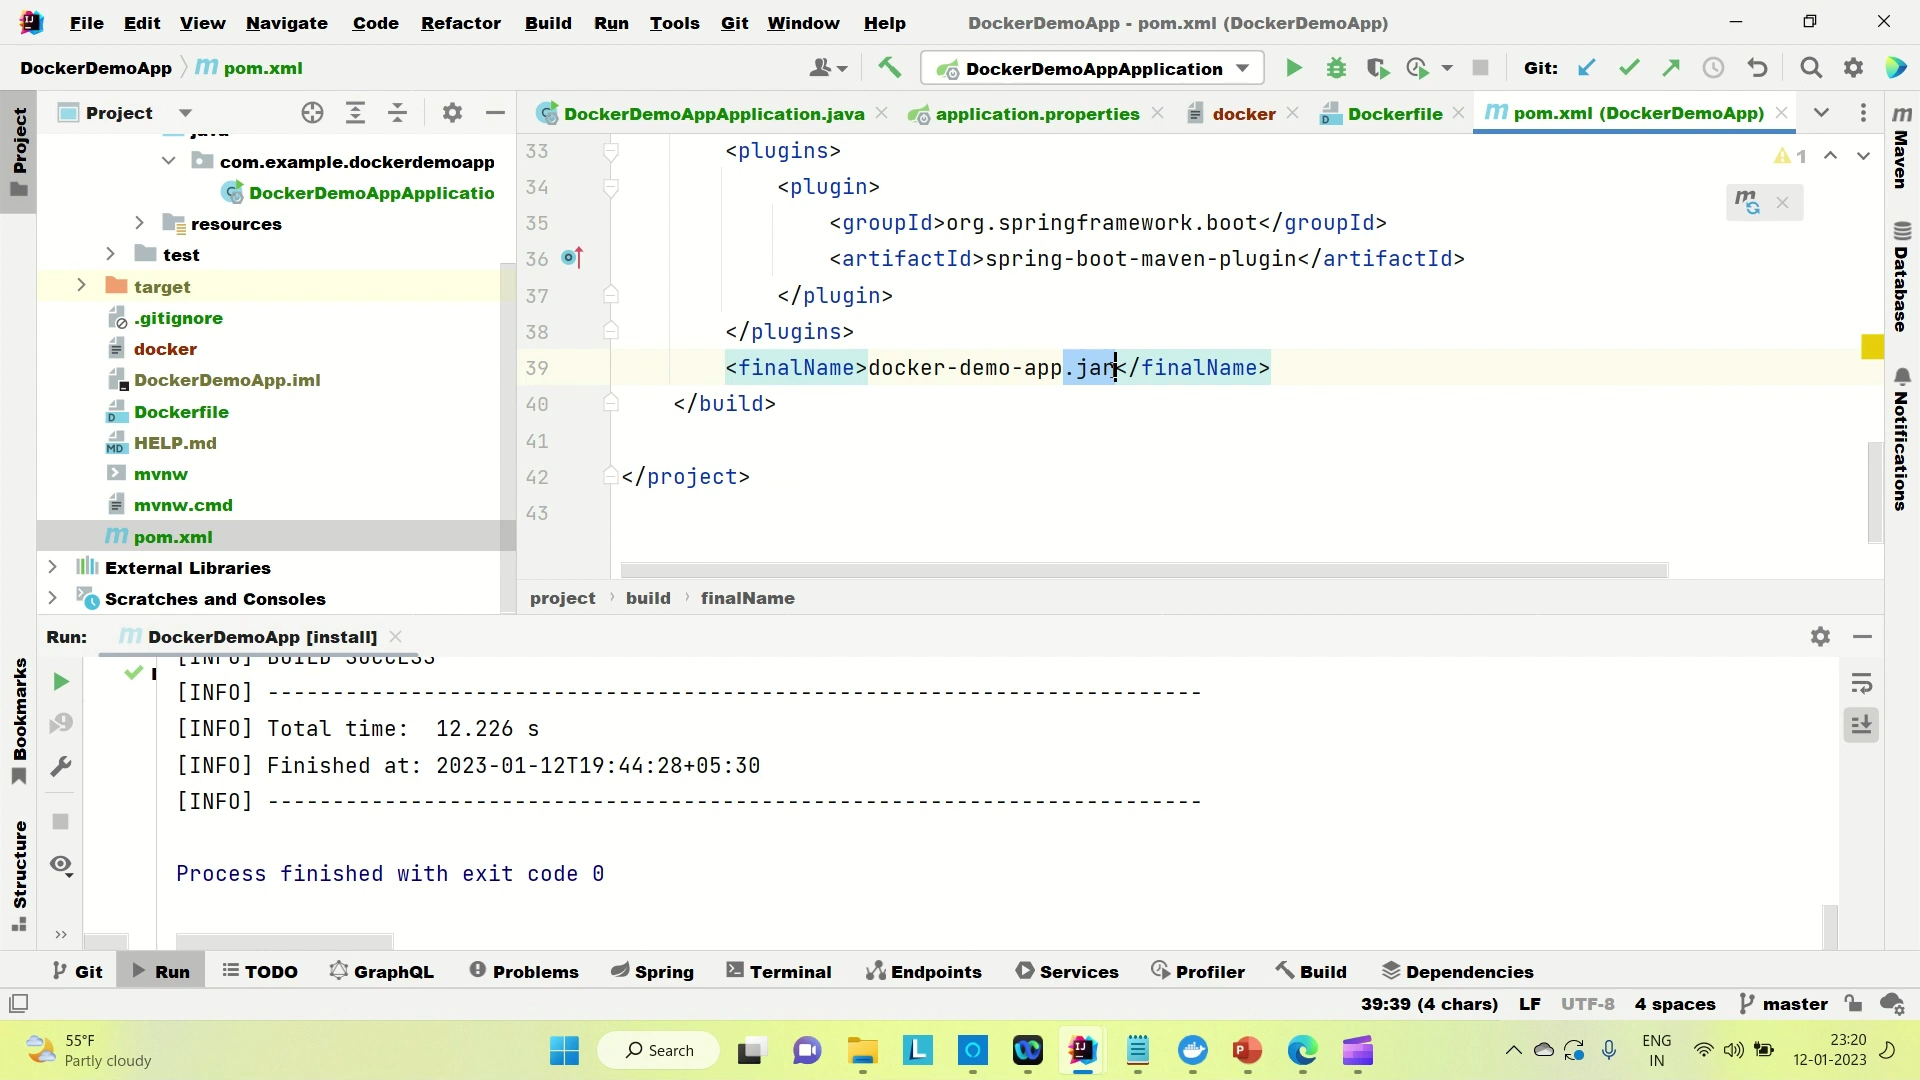 File Edit View Navigate Code Refactor Build Run Tools Git Window Help DockerDemoApp - pom.xml (DockerDemoApp)
DockerDemoApp m pom.xml DockerDemoAppApplication Git:
Project
DockerDemoAppApplication.java application.properties docker Dockerfile m pom.xml (DockerDemoApp)
java
com.example.dockerdemoapp
DockerDemoAppApplicatio
resources
test
target
.gitignore
docker
DockerDemoApp.iml
Dockerfile
HELP.md
mvnw
mvnw.cmd
m pom.xml
External Libraries
Scratches and Consoles
33 <plugins>
34 <plugin>
35 <groupId>org.springframework.boot</groupId>
36 <artifactId>spring-boot-maven-plugin</artifactId>
37 </plugin>
38 </plugins>
39 <finalName>docker-demo-app.jar</finalName>
40 </build>
41
42 </project>
43
1
project build finalName
Project
Bookmarks
Structure
Maven
Database
Notifications
Run: m DockerDemoApp [install]
[INFO] BUILD SUCCESS
[INFO] ------------------------------------------------------------------------
[INFO] Total time:  12.226 s
[INFO] Finished at: 2023-01-12T19:44:28+05:30
[INFO] ------------------------------------------------------------------------
Process finished with exit code 0
Git Run TODO GraphQL Problems Spring Terminal Endpoints Services Profiler Build Dependencies
39:39 (4 chars) LF UTF-8 4 spaces master
55°F
Partly cloudy
Search
ENG
IN
23:20
12-01-2023